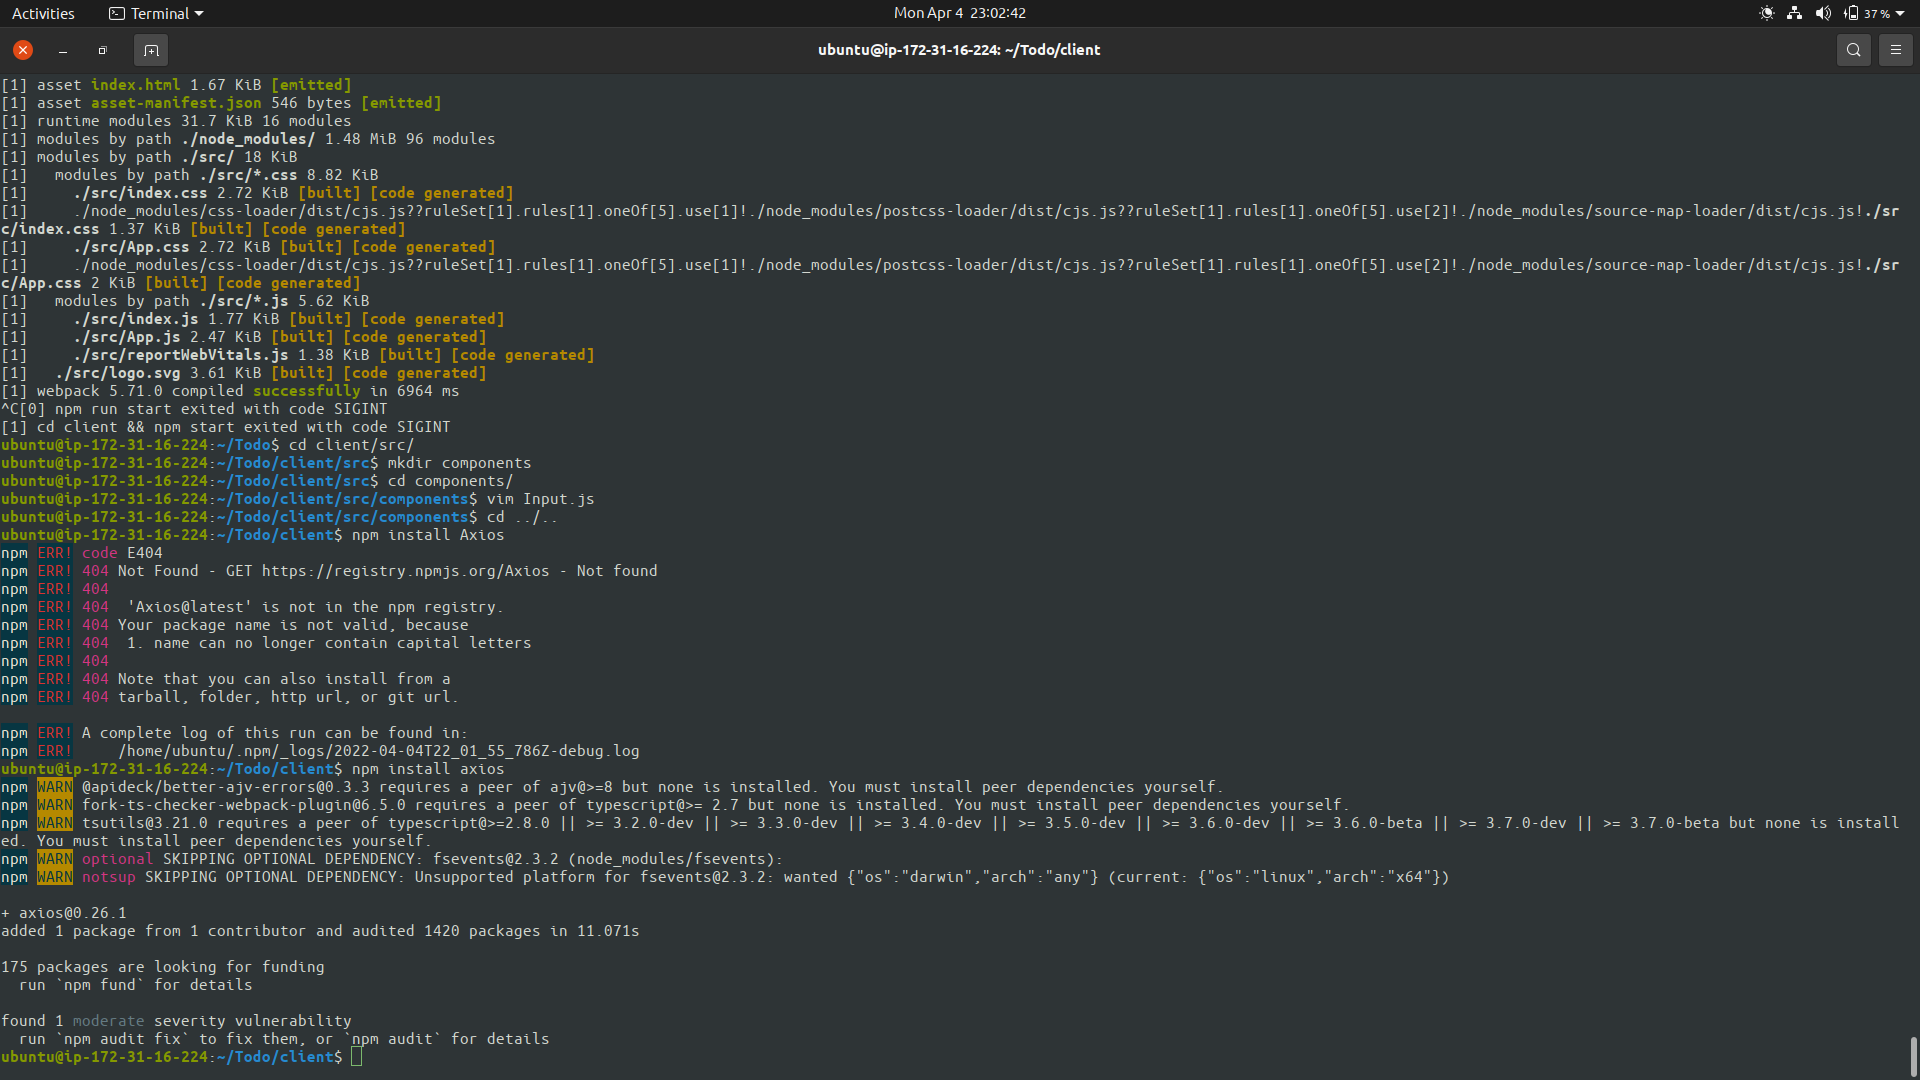 Activities
Terminal
Mon Apr 4 23:02:42
37 %
ubuntu@ip-172-31-16-224: ~/Todo/client
[1] asset index.html 1.67 KiB [emitted]
[1] asset asset-manifest.json 546 bytes [emitted]
[1] runtime modules 31.7 KiB 16 modules
[1] modules by path ./node_modules/ 1.48 MiB 96 modules
[1] modules by path ./src/ 18 KiB
[1]   modules by path ./src/*.css 8.82 KiB
[1]     ./src/index.css 2.72 KiB [built] [code generated]
[1]     ./node_modules/css-loader/dist/cjs.js??ruleSet[1].rules[1].oneOf[5].use[1]!./node_modules/postcss-loader/dist/cjs.js??ruleSet[1].rules[1].oneOf[5].use[2]!./node_modules/source-map-loader/dist/cjs.js!./sr
c/index.css 1.37 KiB [built] [code generated]
[1]     ./src/App.css 2.72 KiB [built] [code generated]
[1]     ./node_modules/css-loader/dist/cjs.js??ruleSet[1].rules[1].oneOf[5].use[1]!./node_modules/postcss-loader/dist/cjs.js??ruleSet[1].rules[1].oneOf[5].use[2]!./node_modules/source-map-loader/dist/cjs.js!./sr
c/App.css 2 KiB [built] [code generated]
[1]   modules by path ./src/*.js 5.62 KiB
[1]     ./src/index.js 1.77 KiB [built] [code generated]
[1]     ./src/App.js 2.47 KiB [built] [code generated]
[1]     ./src/reportWebVitals.js 1.38 KiB [built] [code generated]
[1]   ./src/logo.svg 3.61 KiB [built] [code generated]
[1] webpack 5.71.0 compiled successfully in 6964 ms
^C[0] npm run start exited with code SIGINT
[1] cd client && npm start exited with code SIGINT
ubuntu@ip-172-31-16-224:~/Todo$ cd client/src/
ubuntu@ip-172-31-16-224:~/Todo/client/src$ mkdir components
ubuntu@ip-172-31-16-224:~/Todo/client/src$ cd components/
ubuntu@ip-172-31-16-224:~/Todo/client/src/components$ vim Input.js
ubuntu@ip-172-31-16-224:~/Todo/client/src/components$ cd ../..
ubuntu@ip-172-31-16-224:~/Todo/client$ npm install Axios
npm ERR! code E404
npm ERR! 404 Not Found - GET https://registry.npmjs.org/Axios - Not found
npm ERR! 404
npm ERR! 404  'Axios@latest' is not in the npm registry.
npm ERR! 404 Your package name is not valid, because
npm ERR! 404  1. name can no longer contain capital letters
npm ERR! 404
npm ERR! 404 Note that you can also install from a
npm ERR! 404 tarball, folder, http url, or git url.
npm ERR! A complete log of this run can be found in:
npm ERR!     /home/ubuntu/.npm/_logs/2022-04-04T22_01_55_786Z-debug.log
ubuntu@ip-172-31-16-224:~/Todo/client$ npm install axios
npm WARN @apideck/better-ajv-errors@0.3.3 requires a peer of ajv@>=8 but none is installed. You must install peer dependencies yourself.
npm WARN fork-ts-checker-webpack-plugin@6.5.0 requires a peer of typescript@>= 2.7 but none is installed. You must install peer dependencies yourself.
npm WARN tsutils@3.21.0 requires a peer of typescript@>=2.8.0 || >= 3.2.0-dev || >= 3.3.0-dev || >= 3.4.0-dev || >= 3.5.0-dev || >= 3.6.0-dev || >= 3.6.0-beta || >= 3.7.0-dev || >= 3.7.0-beta but none is install
ed. You must install peer dependencies yourself.
npm WARN optional SKIPPING OPTIONAL DEPENDENCY: fsevents@2.3.2 (node_modules/fsevents):
npm WARN notsup SKIPPING OPTIONAL DEPENDENCY: Unsupported platform for fsevents@2.3.2: wanted {"os":"darwin","arch":"any"} (current: {"os":"linux","arch":"x64"})
+ axios@0.26.1
added 1 package from 1 contributor and audited 1420 packages in 11.071s
175 packages are looking for funding
  run `npm fund` for details
found 1 moderate severity vulnerability
  run `npm audit fix` to fix them, or `npm audit` for details
ubuntu@ip-172-31-16-224:~/Todo/client$